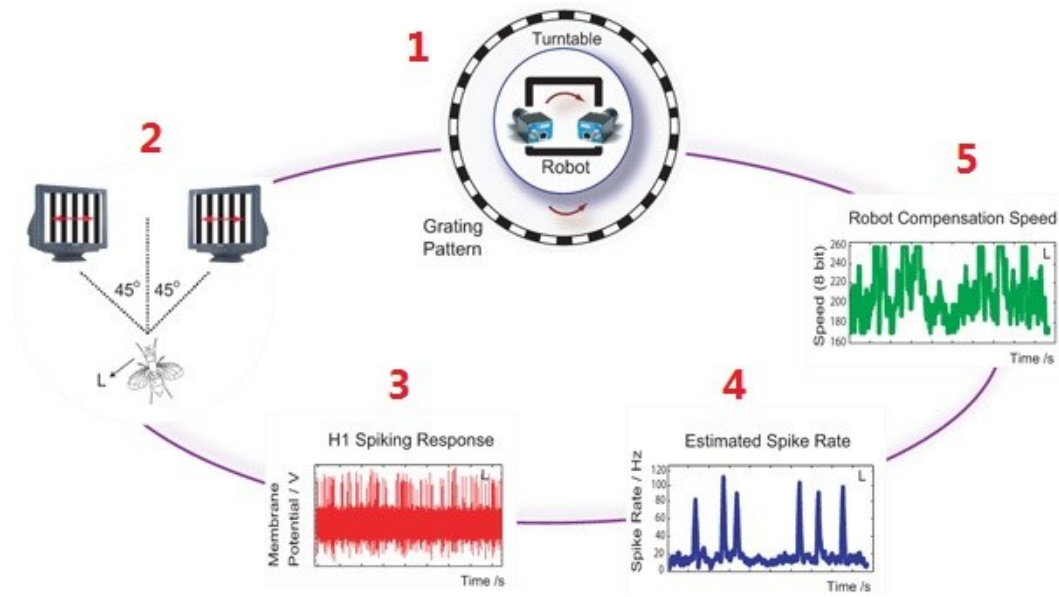 1
Turntable
Robot
Grating
Pattern
2
45° 45°
L
3
H1 Spiking Response
Membrane
Potential / V
L
Time /s
4
Estimated Spike Rate
Spike Rate / Hz
120
100
80
60
40
20
0
L
Time /s
5
Robot Compensation Speed
Speed (8 bit)
260
240
220
200
180
160
L
Time /s